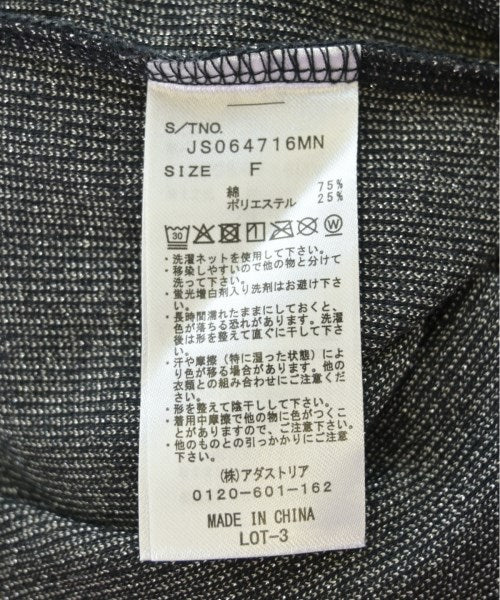 S/TNO.
JS064716MN
SIZE F
綿 75%
ポリエステル 25%
30 W
・洗濯ネットを使用して下さい。
・移染しやすいので他の物と分けて
洗って下さい。
・蛍光増白剤入り洗剤はお避け下さ
い。
・長時間濡れたままにしておくと、
色が落ちる恐れがあります。洗濯
後は形を整えて直ぐに干して下さ
い。
・汗や摩擦（特に湿った状態）によ
り色が移る場合があります。他の
衣類との組み合わせにご注意くだ
さい。
・形を整えて陰干しして下さい。
・着用中摩擦で他の物に色がつくこ
とがありますので、ご注意下さい。
・他のものとの引っかかりにご注意
下さい。
(株)アダストリア
0120-601-162
MADE IN CHINA
LOT-3